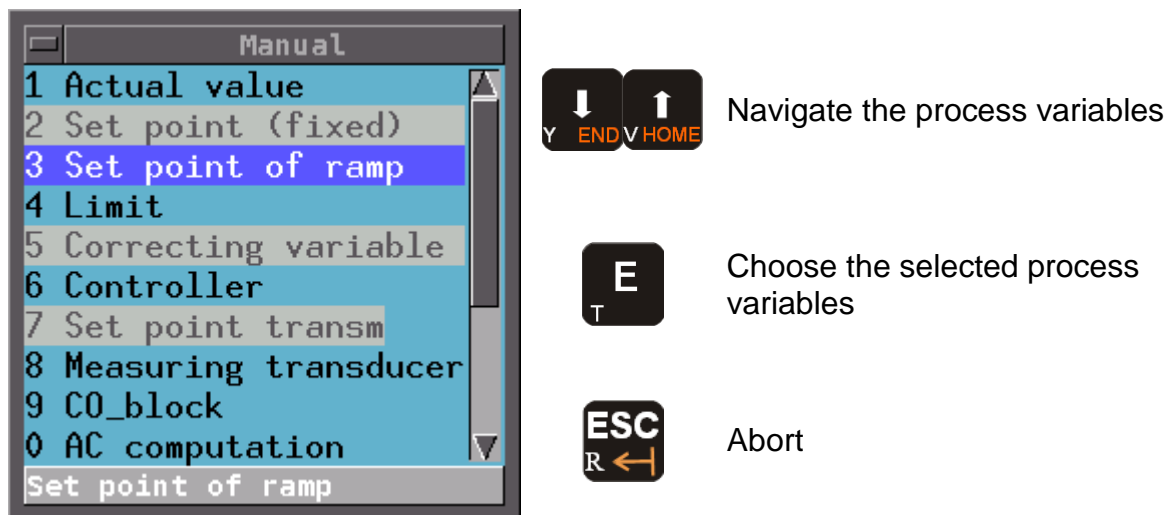 Manual
1 Actual value
2 Set point (fixed)
3 Set point of ramp
4 Limit
5 Correcting variable
6 Controller
7 Set point transm
8 Measuring transducer
9 CO_block
0 AC computation
Set point of ramp
Y END V HOME
Navigate the process variables
E
T
Choose the selected process
variables
ESC
R
Abort